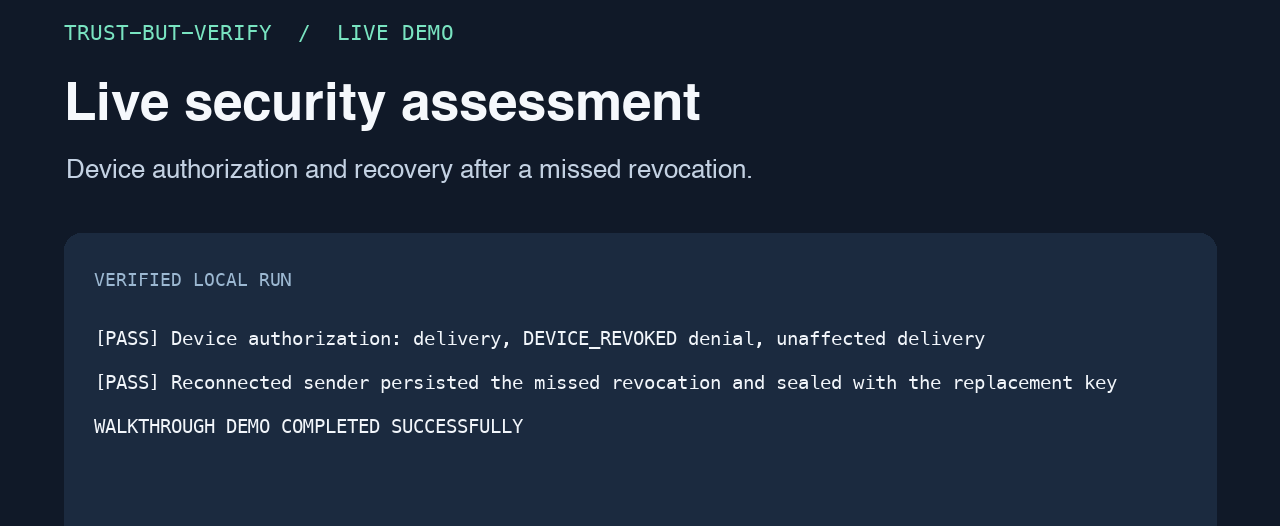 TRUST-BUT-VERIFY / LIVE DEMO
Live security assessment
Device authorization and recovery after a missed revocation.
VERIFIED LOCAL RUN
[PASS] Device authorization: delivery, DEVICE_REVOKED denial, unaffected delivery
[PASS] Reconnected sender persisted the missed revocation and sealed with the replacement key
WALKTHROUGH DEMO COMPLETED SUCCESSFULLY